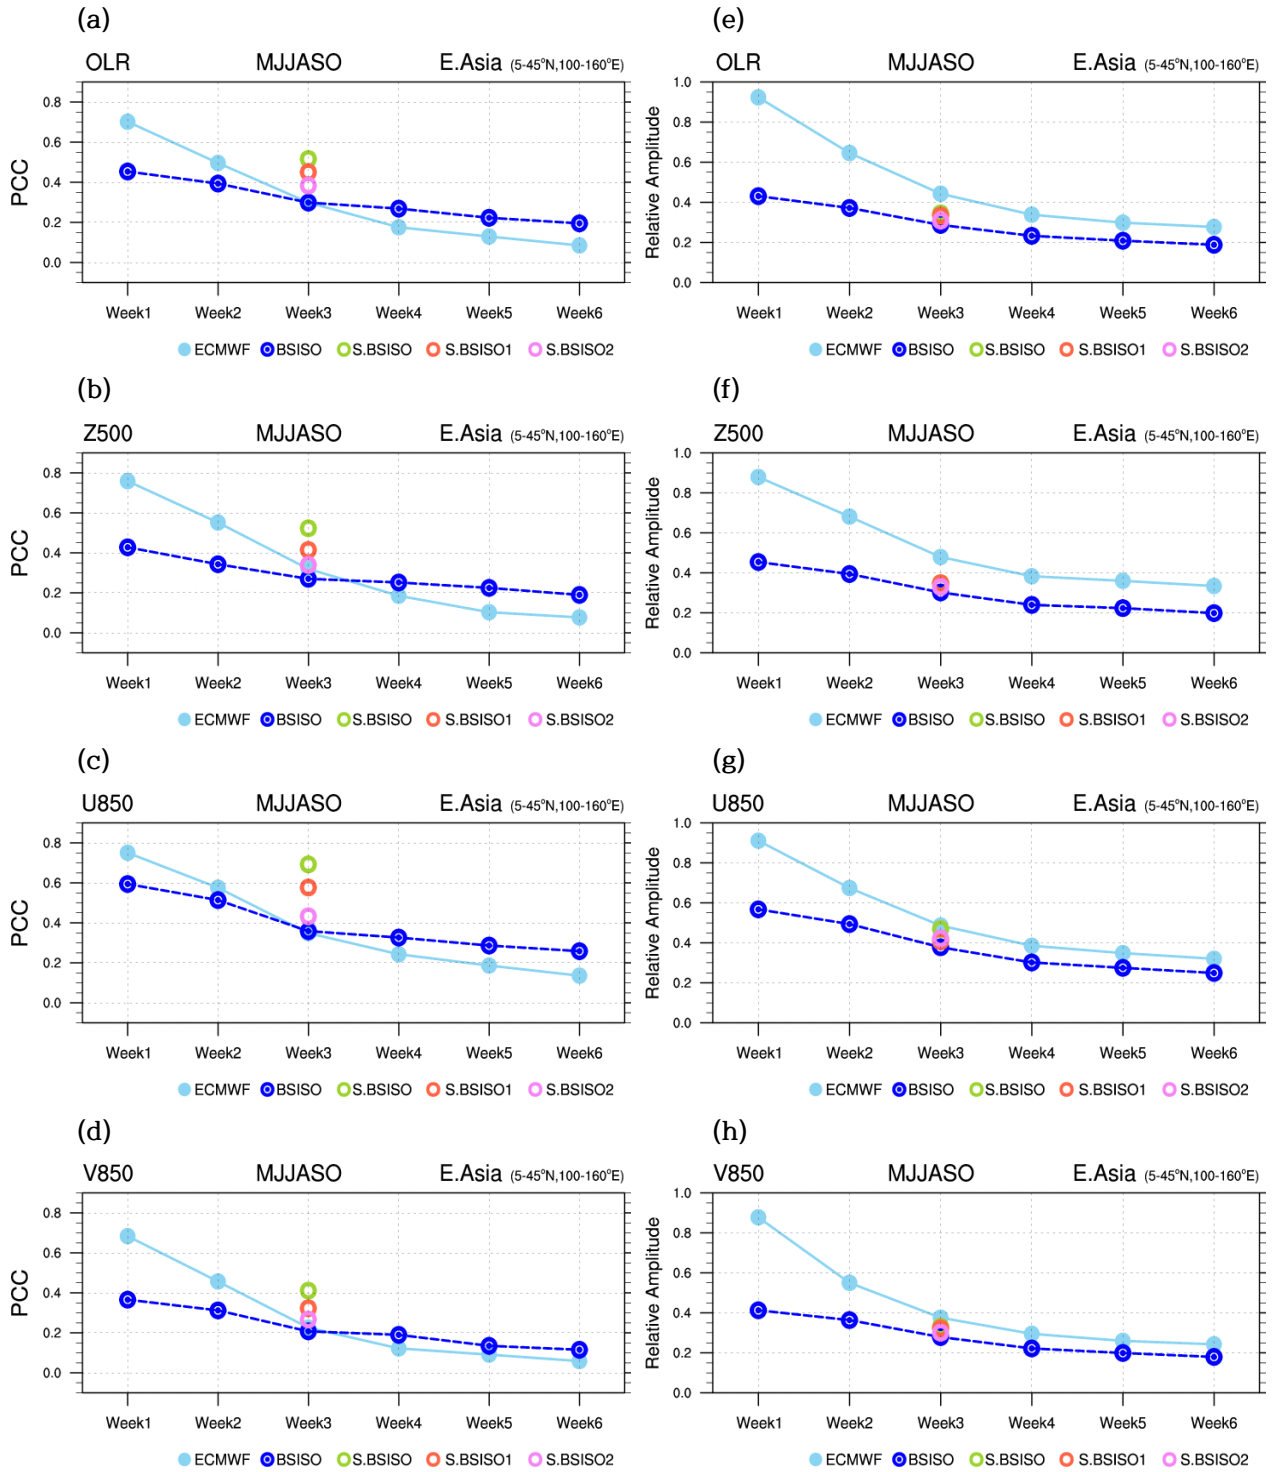 (a)
OLR MJJASO E.Asia (5-45°N,100-160°E)
PCC
0.8
0.6
0.4
0.2
0.0
Week1 Week2 Week3 Week4 Week5 Week6
ECMWF BSISO S.BSISO S.BSISO1 S.BSISO2
(e)
OLR MJJASO E.Asia (5-45°N,100-160°E)
Relative Amplitude
1.0
0.8
0.6
0.4
0.2
0.0
Week1 Week2 Week3 Week4 Week5 Week6
ECMWF BSISO S.BSISO S.BSISO1 S.BSISO2
(b)
Z500 MJJASO E.Asia (5-45°N,100-160°E)
PCC
0.8
0.6
0.4
0.2
0.0
Week1 Week2 Week3 Week4 Week5 Week6
ECMWF BSISO S.BSISO S.BSISO1 S.BSISO2
(f)
Z500 MJJASO E.Asia (5-45°N,100-160°E)
Relative Amplitude
1.0
0.8
0.6
0.4
0.2
0.0
Week1 Week2 Week3 Week4 Week5 Week6
ECMWF BSISO S.BSISO S.BSISO1 S.BSISO2
(c)
U850 MJJASO E.Asia (5-45°N,100-160°E)
PCC
0.8
0.6
0.4
0.2
0.0
Week1 Week2 Week3 Week4 Week5 Week6
ECMWF BSISO S.BSISO S.BSISO1 S.BSISO2
(g)
U850 MJJASO E.Asia (5-45°N,100-160°E)
Relative Amplitude
1.0
0.8
0.6
0.4
0.2
0.0
Week1 Week2 Week3 Week4 Week5 Week6
ECMWF BSISO S.BSISO S.BSISO1 S.BSISO2
(d)
V850 MJJASO E.Asia (5-45°N,100-160°E)
PCC
0.8
0.6
0.4
0.2
0.0
Week1 Week2 Week3 Week4 Week5 Week6
ECMWF BSISO S.BSISO S.BSISO1 S.BSISO2
(h)
V850 MJJASO E.Asia (5-45°N,100-160°E)
Relative Amplitude
1.0
0.8
0.6
0.4
0.2
0.0
Week1 Week2 Week3 Week4 Week5 Week6
ECMWF BSISO S.BSISO S.BSISO1 S.BSISO2